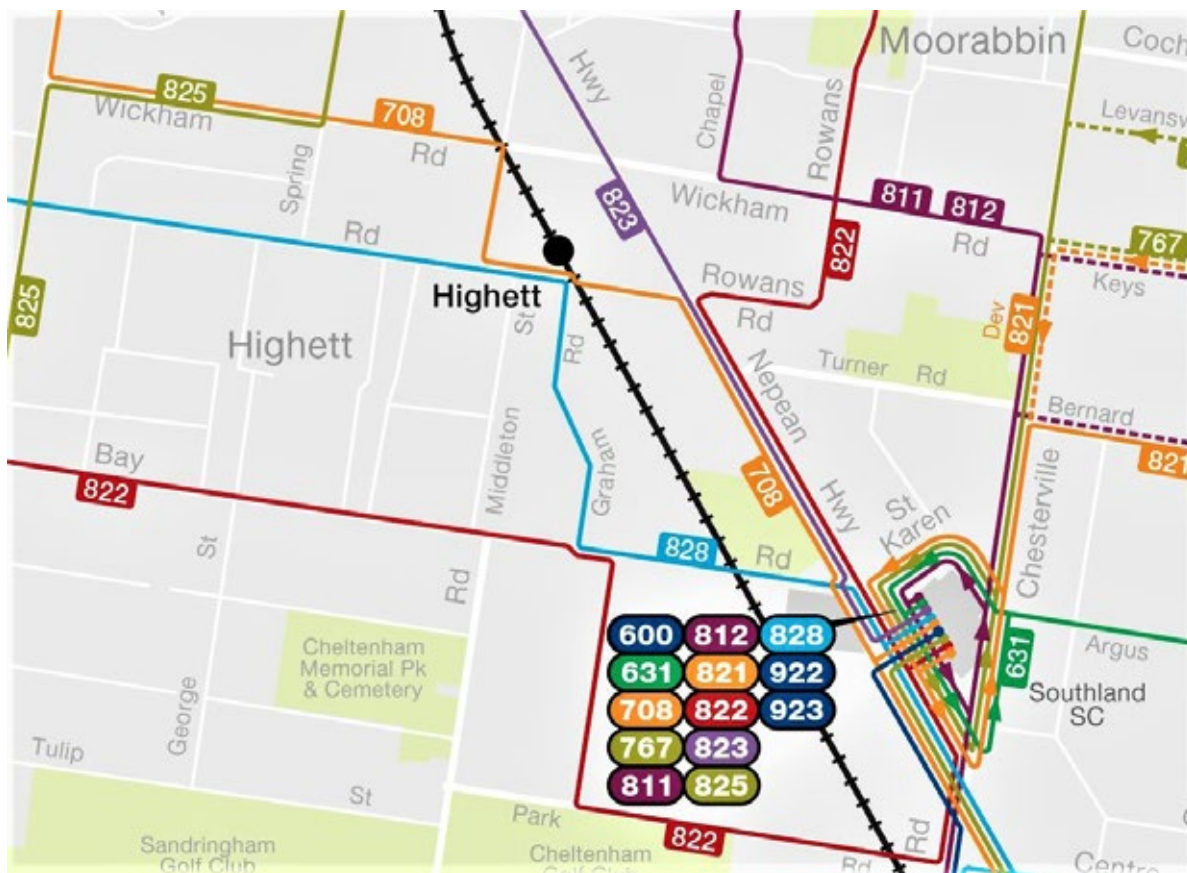 Moorabbin
Coch
Hwy
825
Wickham
708
Rd
Chapel
Rowans
Levansw
Spring
823
Wickham
811
812
Rd
767
Rd
822
Keys
Highett
St
Rowans
Rd
Dev
821
825
Highett
Rd
Nepean
Turner Rd
Bernard
Bay
822
Middleton
Graham
708
Hwy
821
St
Karen
Chesterville
St
828
Rd
Rd
600 812 828
631 821 922
708 822 923
767 823
811 825
Argus
631
Southland
SC
Cheltenham
Memorial Pk
& Cemetery
George
Tulip
St
Park
822
Rd
Sandringham
Golf Club
Cheltenham
Golf Club
Rd
Centre